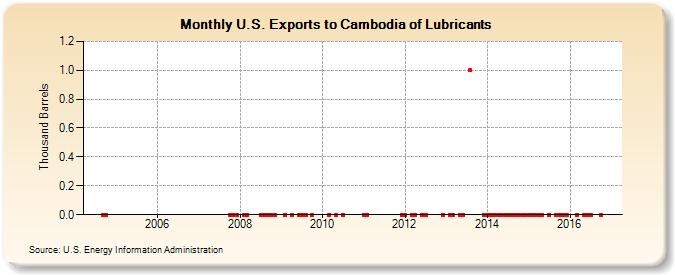 Monthly U.S. Exports to Cambodia of Lubricants
Thousand Barrels
1.2
1.0
0.8
0.6
0.4
0.2
0.0
2006 2008 2010 2012 2014 2016
Source: U.S. Energy Information Administration